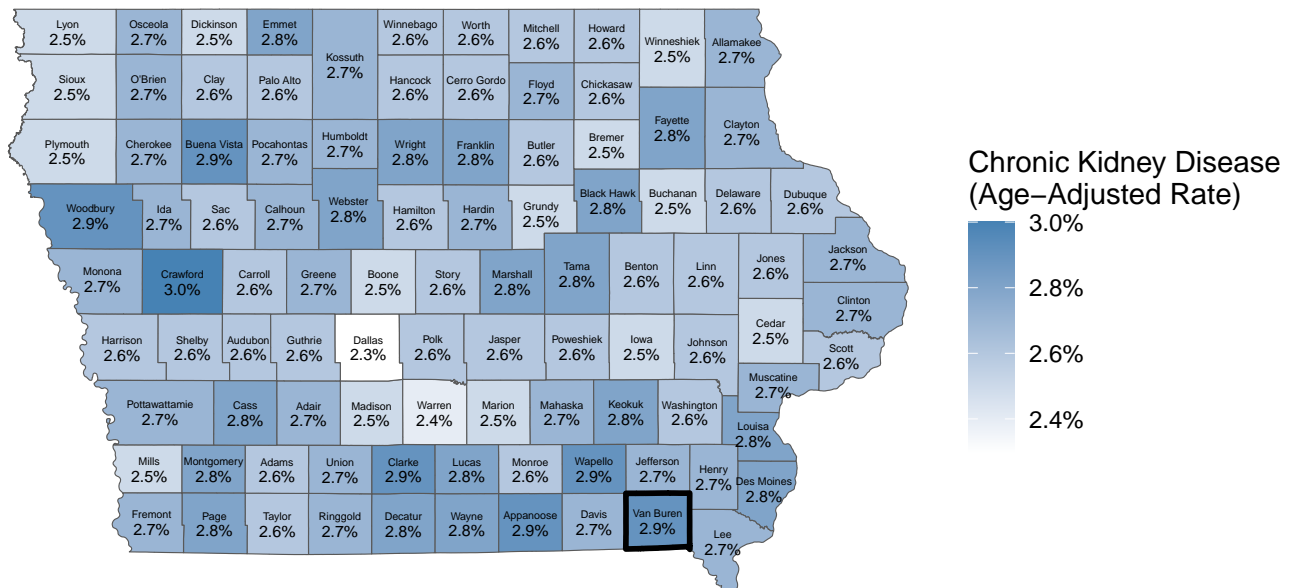 Lyon
2.5%
Osceola
2.7%
Dickinson
2.5%
Emmet
2.8%
Kossuth
2.7%
Winnebago
2.6%
Worth
2.6%
Mitchell
2.6%
Howard
2.6%
Winneshiek
2.5%
Allamakee
2.7%
Sioux
2.5%
O'Brien
2.7%
Clay
2.6%
Palo Alto
2.6%
Hancock
2.6%
Cerro Gordo
2.6%
Floyd
2.7%
Chickasaw
2.6%
Plymouth
2.5%
Cherokee
2.7%
Buena Vista
2.9%
Pocahontas
2.7%
Humboldt
2.7%
Wright
2.8%
Franklin
2.8%
Butler
2.6%
Bremer
2.5%
Fayette
2.8%
Clayton
2.7%
Woodbury
2.9%
Ida
2.7%
Sac
2.6%
Calhoun
2.7%
Webster
2.8%
Hamilton
2.6%
Hardin
2.7%
Grundy
2.5%
Black Hawk
2.8%
Buchanan
2.5%
Delaware
2.6%
Dubuque
2.6%
Monona
2.7%
Crawford
3.0%
Carroll
2.6%
Greene
2.7%
Boone
2.5%
Story
2.6%
Marshall
2.8%
Tama
2.8%
Benton
2.6%
Linn
2.6%
Jones
2.6%
Jackson
2.7%
Clinton
2.7%
Cedar
2.5%
Harrison
2.6%
Shelby
2.6%
Audubon
2.6%
Guthrie
2.6%
Dallas
2.3%
Polk
2.6%
Jasper
2.6%
Poweshiek
2.6%
Iowa
2.5%
Johnson
2.6%
Scott
2.6%
Muscatine
2.7%
Pottawattamie
2.7%
Cass
2.8%
Adair
2.7%
Madison
2.5%
Warren
2.4%
Marion
2.5%
Mahaska
2.7%
Keokuk
2.8%
Washington
2.6%
Louisa
2.8%
Mills
2.5%
Montgomery
2.8%
Adams
2.6%
Union
2.7%
Clarke
2.9%
Lucas
2.8%
Monroe
2.6%
Wapello
2.9%
Jefferson
2.7%
Henry
2.7%
Des Moines
2.8%
Fremont
2.7%
Page
2.8%
Taylor
2.6%
Ringgold
2.7%
Decatur
2.8%
Wayne
2.8%
Appanoose
2.9%
Davis
2.7%
Van Buren
2.9%
Lee
2.7%
Chronic Kidney Disease
(Age−Adjusted Rate)
3.0%
2.8%
2.6%
2.4%